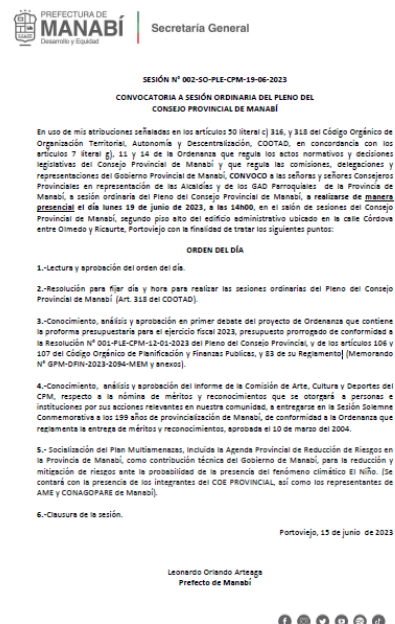 PREFECTURA DE
MANABÍ
Desarrollo y Equidad
Secretaría General
SESIÓN N° 002-SO-PLE-CPM-19-06-2023
CONVOCATORIA A SESIÓN ORDINARIA DEL PLENO DEL
CONSEJO PROVINCIAL DE MANABÍ
En uso de mis atribuciones señaladas en los artículos 50 literal c) 316, y 318 del Código Orgánico de
Organización Territorial, Autonomía y Descentralización, COOTAD, en concordancia con los
artículos 7 literal g), 11 y 14 de la Ordenanza que regula los actos normativos y decisiones
legislativas del Consejo Provincial de Manabí y que regula las comisiones, delegaciones y
representaciones del Gobierno Provincial de Manabí, CONVOCO a las señoras y señores Consejeros
Provinciales en representación de las Alcaldías y de los GAD Parroquiales de la Provincia de
Manabí, a sesión ordinaria del Pleno del Consejo Provincial de Manabí, a realizarse de manera
presencial el día lunes 19 de junio de 2023, a las 14h00, en el salón de sesiones del Consejo
Provincial de Manabí, segundo piso alto del edificio administrativo ubicado en la calle Córdova
entre Olmedo y Ricaurte, Portoviejo con la finalidad de tratar los siguientes puntos:
ORDEN DEL DÍA
1.-Lectura y aprobación del orden del día.
2.-Resolución para fijar día y hora para realizar las sesiones ordinarias del Pleno del Consejo
Provincial de Manabí (Art. 318 del COOTAD).
3.-Conocimiento, análisis y aprobación en primer debate del proyecto de Ordenanza que contiene
la proforma presupuestaria para el ejercicio fiscal 2023, presupuesto prorrogado de conformidad a
la Resolución N° 001-PLE-CPM-12-01-2023 del Pleno del Consejo Provincial, y de los artículos 106 y
107 del Código Orgánico de Planificación y Finanzas Publicas, y 83 de su Reglamento (Memorando
N° GPM-DFIN-2023-2094-MEM y anexos).
4.-Conocimiento, análisis y aprobación del Informe de la Comisión de Arte, Cultura y Deportes del
CPM, respecto a la nómina de méritos y reconocimientos que se otorgará a personas e
instituciones por sus acciones relevantes en nuestra comunidad, a entregarse en la Sesión Solemne
Conmemorativa a los 199 años de provincialización de Manabí, de conformidad a la Ordenanza que
reglamenta la entrega de méritos y reconocimientos, aprobada el 10 de marzo del 2004.
5.- Socialización del Plan Multiamenazas, incluida la Agenda Provincial de Reducción de Riesgos en
la Provincia de Manabí, como contribución técnica del Gobierno de Manabí, para la reducción y
mitigación de riesgos ante la probabilidad de la presencia del fenómeno climático El Niño. (Se
contará con la presencia de los integrantes del COE PROVINCIAL, así como los representantes de
AME y CONAGOPARE de Manabí).
6.-Clausura de la sesión.
Portoviejo, 15 de junio de 2023
Leonardo Orlando Arteaga
Prefecto de Manabí